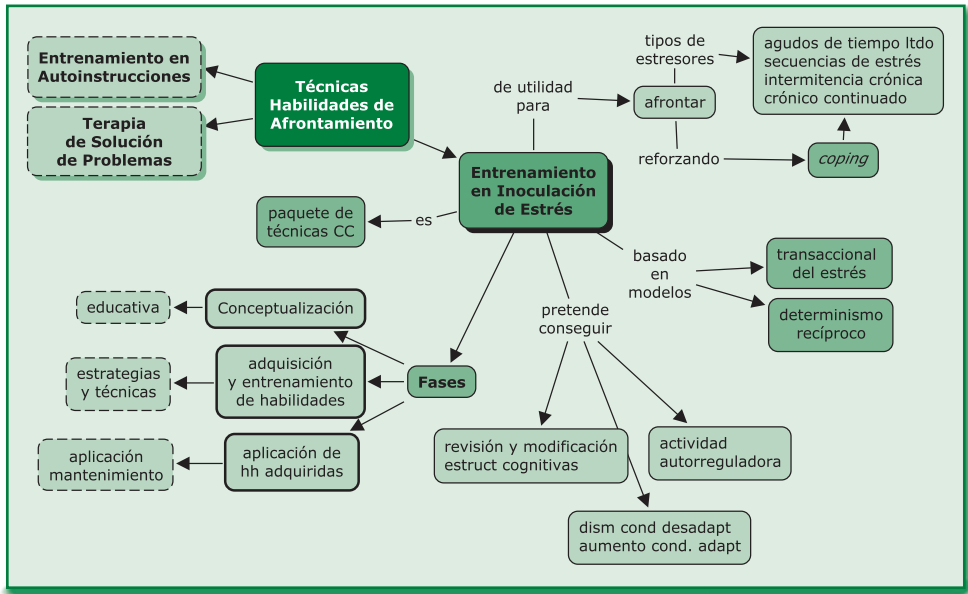 Entrenamiento en
Autoinstrucciones
Terapia
de Solución
de Problemas
Técnicas
Habilidades de
Afrontamiento
de utilidad
para
tipos de
estresores
afrontar
reforzando
agudos de tiempo ltdo
secuencias de estrés
intermitencia crónica
crónico continuado
coping
Entrenamiento
en Inoculación
de Estrés
es
paquete de
técnicas CC
basado
en
modelos
transaccional
del estrés
determinismo
recíproco
pretende
conseguir
Fases
Conceptualización
educativa
adquisición
y entrenamiento
de habilidades
estrategias
y técnicas
aplicación de
hh adquiridas
aplicación
mantenimiento
revisión y modificación
estruct cognitivas
actividad
autorreguladora
dism cond desadapt
aumento cond. adapt